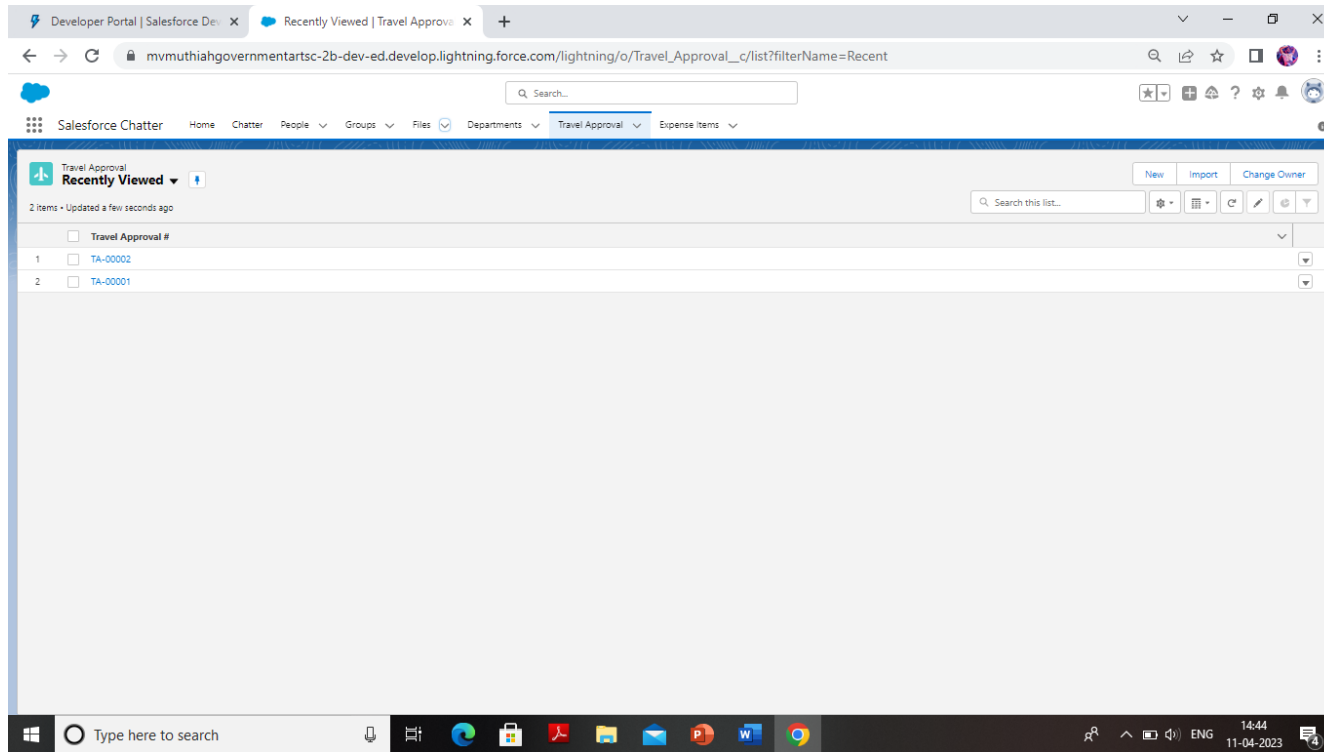 Developer Portal | Salesforce Dev
Recently Viewed | Travel Approva
mvmuthiahgovernmentartsc-2b-dev-ed.develop.lightning.force.com/lightning/o/Travel_Approval__c/list?filterName=Recent
Search...
Salesforce Chatter Home Chatter People Groups Files Departments Travel Approval Expense Items
Travel Approval
Recently Viewed
New Import Change Owner
2 items • Updated a few seconds ago
Search this list...
Travel Approval #
1 TA-00002
2 TA-00001
Type here to search
ENG
14:44
11-04-2023
4